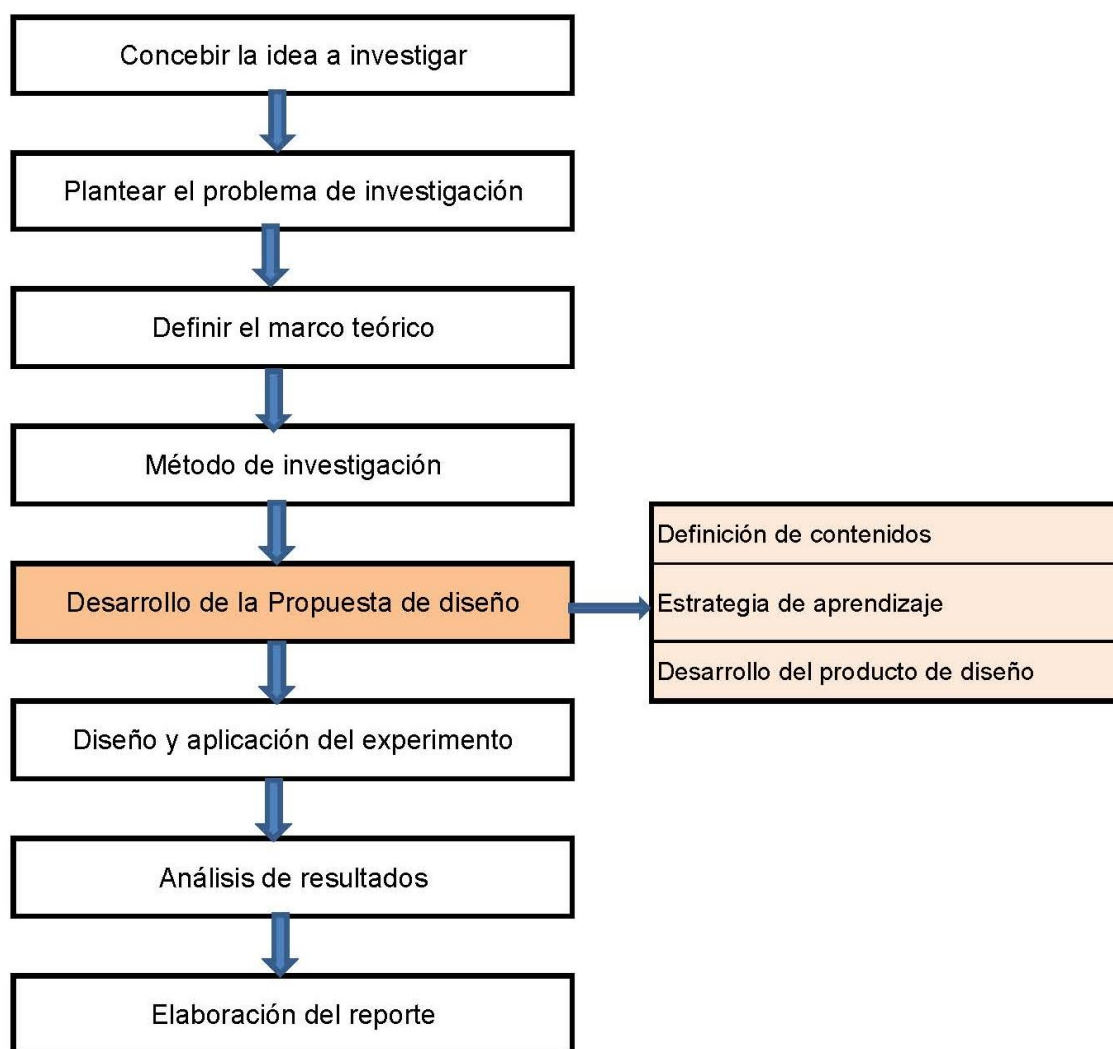 Concebir la idea a investigar
Plantear el problema de investigación
Definir el marco teórico
Método de investigación
Desarrollo de la Propuesta de diseño
Definición de contenidos
Estrategia de aprendizaje
Desarrollo del producto de diseño
Diseño y aplicación del experimento
Análisis de resultados
Elaboración del reporte